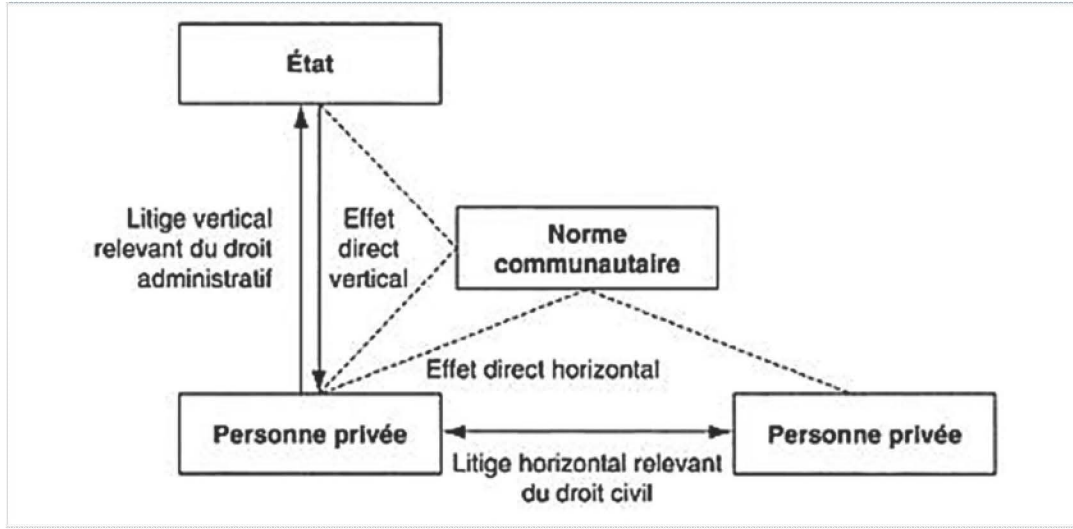 État
Litige vertical
relevant du droit
administratif
Effet
direct
vertical
Norme
communautaire
Effet direct horizontal
Personne privée
Personne privée
Litige horizontal relevant
du droit civil